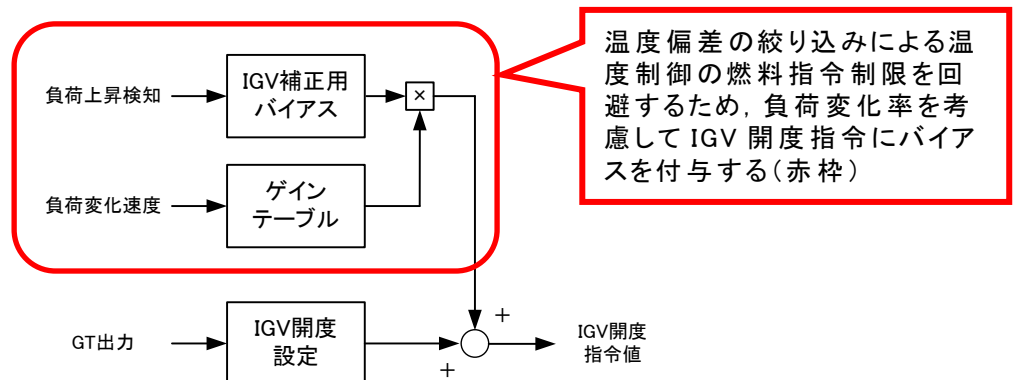 温度偏差の絞り込みによる温
度制御の燃料指令制限を回
避するため，負荷変化率を考
慮してIGV開度指令にバイア
スを付与する（赤枠）
負荷上昇検知
IGV補正用
バイアス
×
負荷変化速度
ゲイン
テーブル
GT出力
IGV開度
設定
+
+
IGV開度
指令値